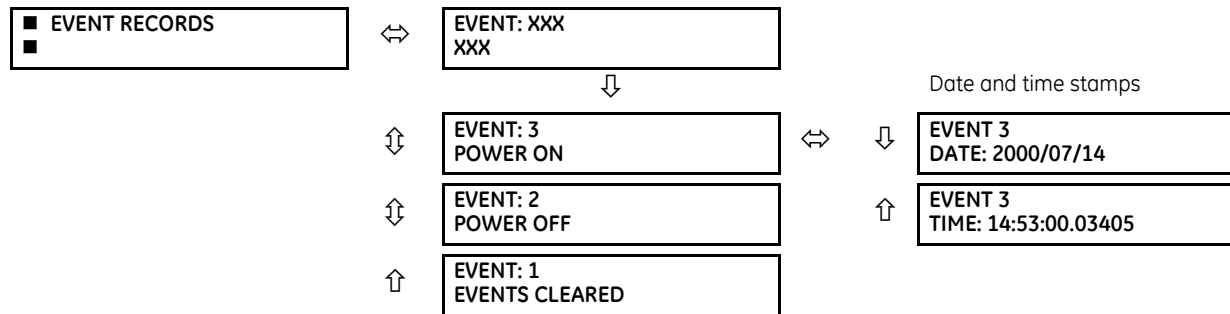 ■ EVENT RECORDS
■
EVENT: XXX
XXX
Date and time stamps
EVENT: 3
POWER ON
EVENT 3
DATE: 2000/07/14
EVENT: 2
POWER OFF
EVENT 3
TIME: 14:53:00.03405
EVENT: 1
EVENTS CLEARED